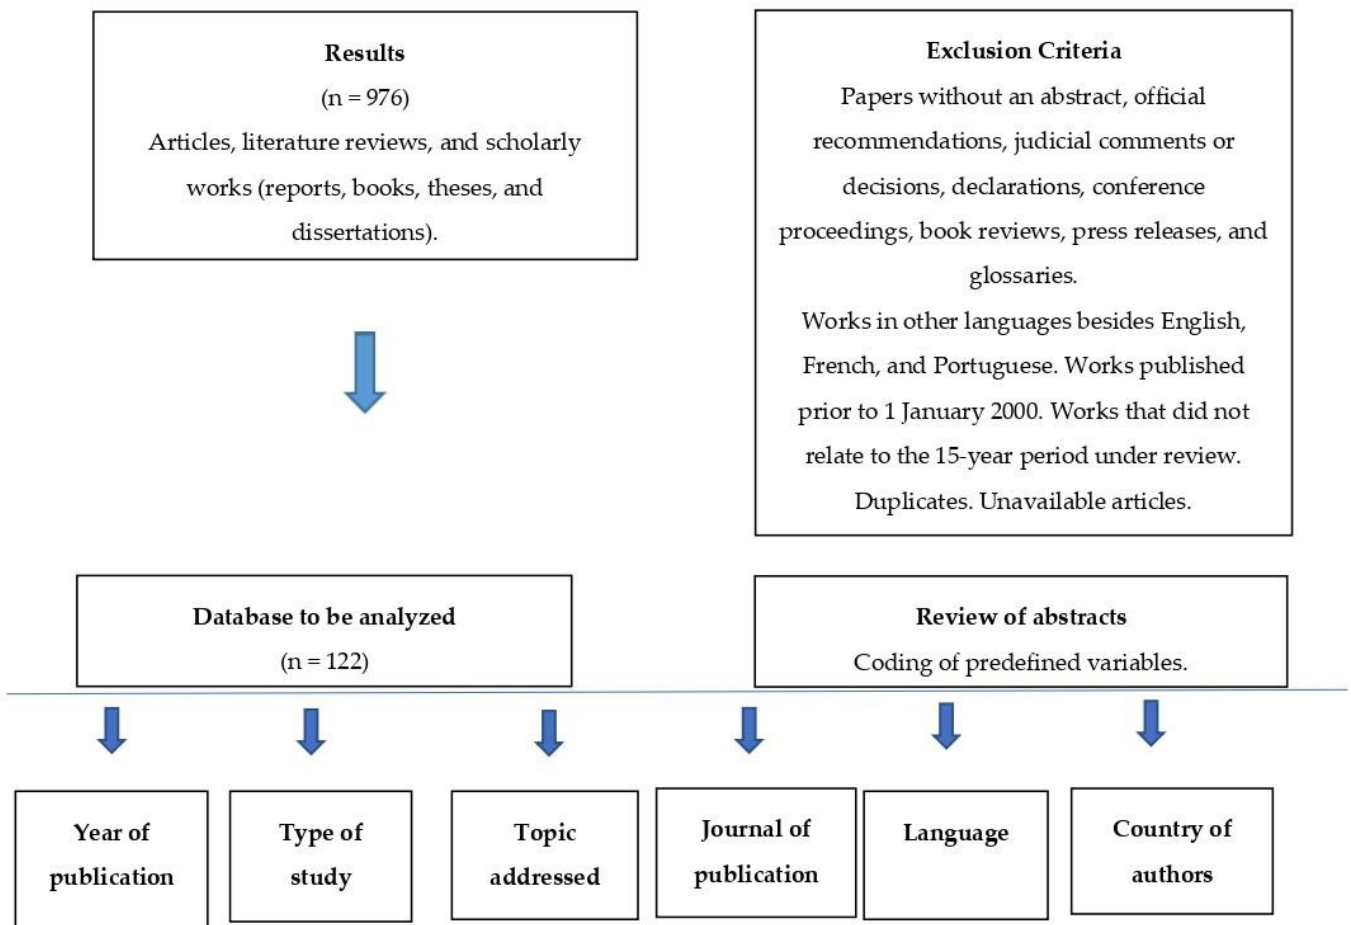 Results
(n = 976)
Articles, literature reviews, and scholarly
works (reports, books, theses, and
dissertations).
Exclusion Criteria
Papers without an abstract, official
recommendations, judicial comments or
decisions, declarations, conference
proceedings, book reviews, press releases, and
glossaries.
Works in other languages besides English,
French, and Portuguese. Works published
prior to 1 January 2000. Works that did not
relate to the 15-year period under review.
Duplicates. Unavailable articles.
Database to be analyzed
(n = 122)
Review of abstracts
Coding of predefined variables.
Year of
publication
Type of
study
Topic
addressed
Journal of
publication
Language
Country of
authors